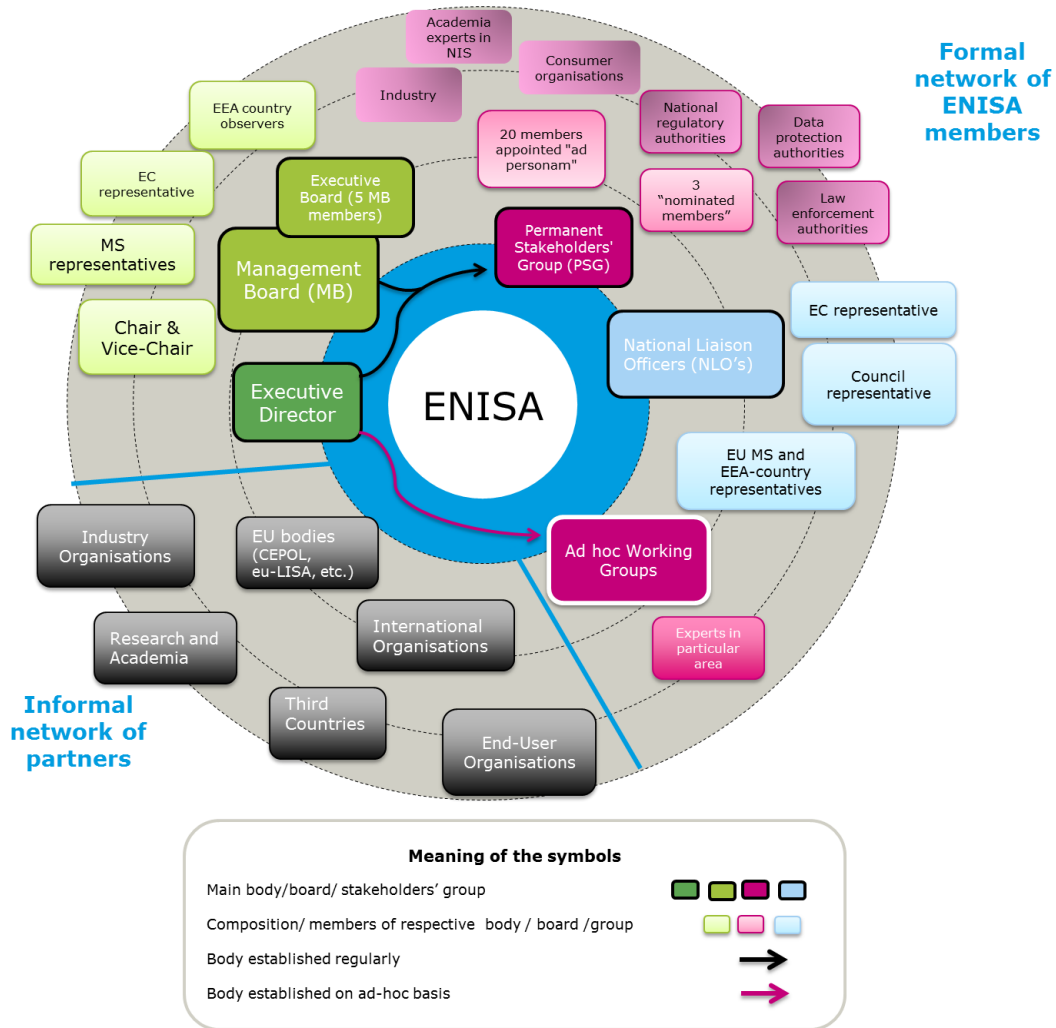 Academia
experts in
NIS
Consumer
organisations
Industry
Formal
network of
ENISA
members
EEA country
observers
National
regulatory
authorities
Data
protection
authorities
20 members
appointed "ad
personam"
EC
representative
Executive
Board (5 MB
members)
3
“nominated
members”
Law
enforcement
authorities
MS
representatives
Permanent
Stakeholders'
Group (PSG)
Management
Board (MB)
Chair &
Vice-Chair
EC representative
National Liaison
Officers (NLO’s)
Council
representative
Executive
Director
ENISA
EU MS and
EEA-country
representatives
Industry
Organisations
EU bodies
(CEPOL,
eu-LISA, etc.)
Ad hoc Working
Groups
Research and
Academia
International
Organisations
Experts in
particular
area
Informal
network of
partners
Third
Countries
End-User
Organisations
Meaning of the symbols
Main body/board/ stakeholders’ group
Composition/ members of respective body / board /group
Body established regularly
Body established on ad-hoc basis